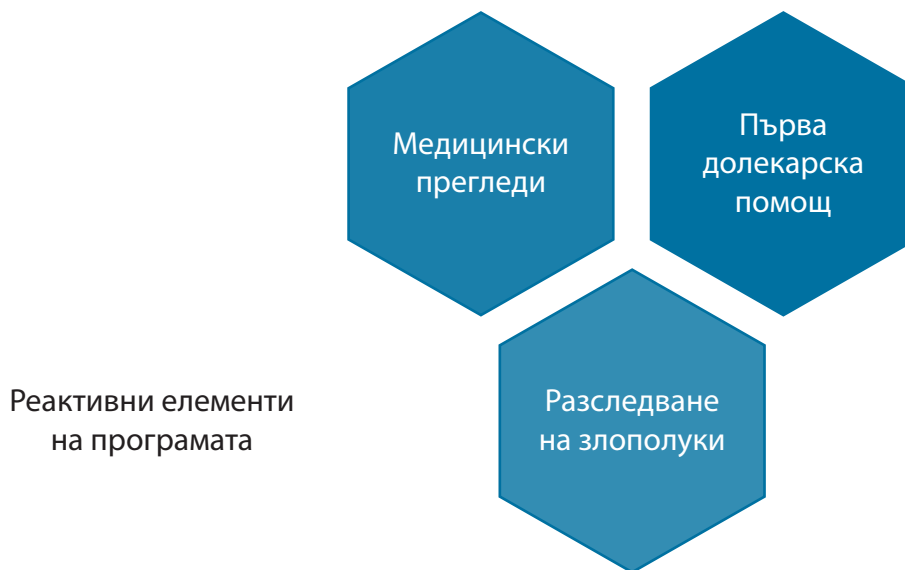 Медицински
прегледи
Първа
долекарска
помощ
Реактивни елементи
на програмата
Разследване
на злополуки